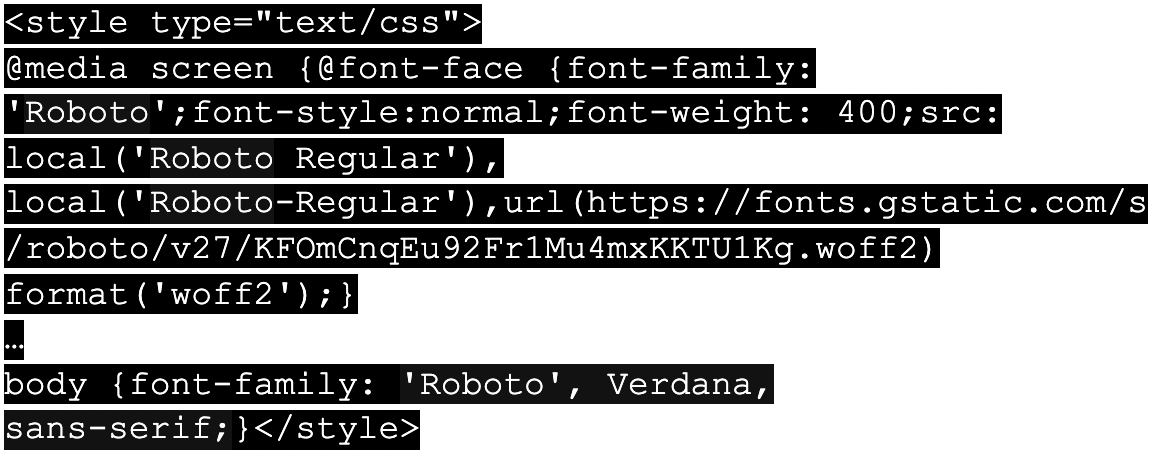 <style type="text/css">
@media screen {@font-face {font-family:
'Roboto';font-style:normal;font-weight: 400;src:
local('Roboto Regular'),
local('Roboto-Regular'),url(https://fonts.gstatic.com/s
/roboto/v27/KFOmCnqEu92Fr1Mu4mxKKTU1Kg.woff2)
format('woff2');}
…
body {font-family: 'Roboto', Verdana,
sans-serif;}</style>